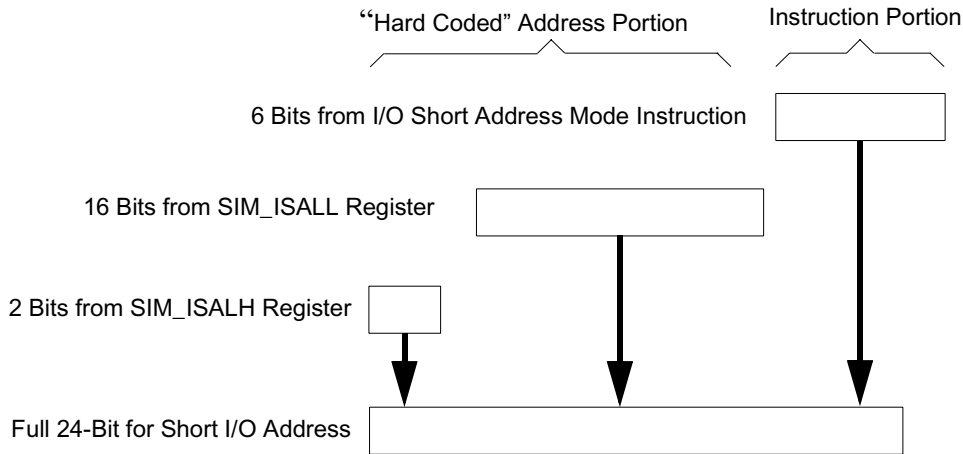 “Hard Coded” Address Portion
Instruction Portion
6 Bits from I/O Short Address Mode Instruction
16 Bits from SIM_ISALL Register
2 Bits from SIM_ISALH Register
Full 24-Bit for Short I/O Address